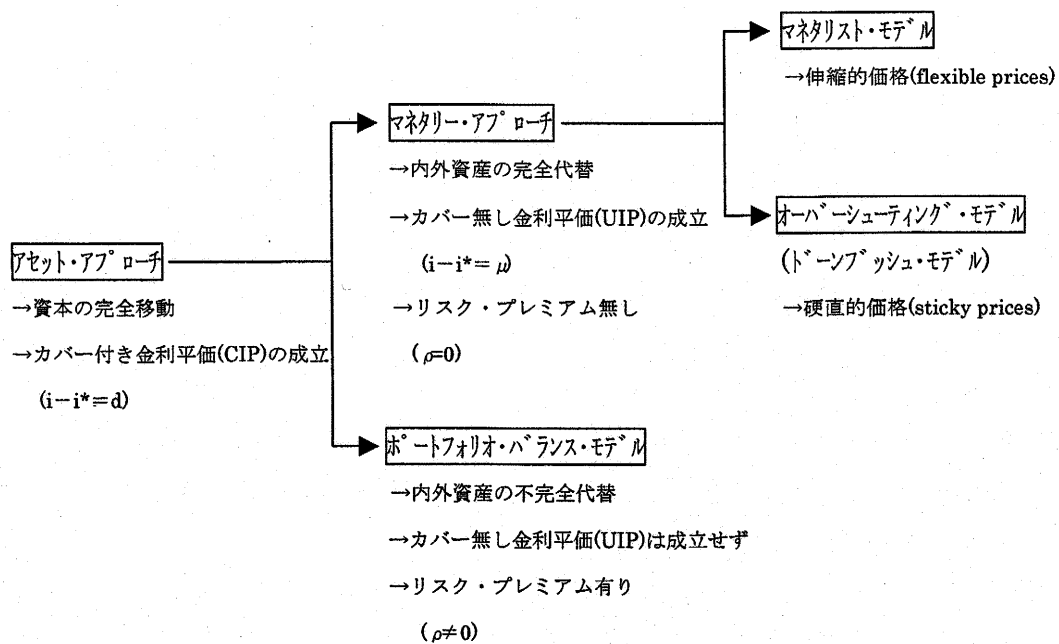 アセット・アプローチ
→資本の完全移動
→カバー付き金利平価(CIP)の成立
(i−i*=d)
マネタリー・アプローチ
→内外資産の完全代替
→カバー無し金利平価(UIP)の成立
(i−i*= μ)
→リスク・プレミアム無し
(ρ=0)
ポートフォリオ・バランス・モデル
→内外資産の不完全代替
→カバー無し金利平価(UIP)は成立せず
→リスク・プレミアム有り
(ρ≠0)
マネタリスト・モデル
→伸縮的価格(flexible prices)
オーバーシューティング・モデル
(ドーンブッシュ・モデル)
→硬直的価格(sticky prices)